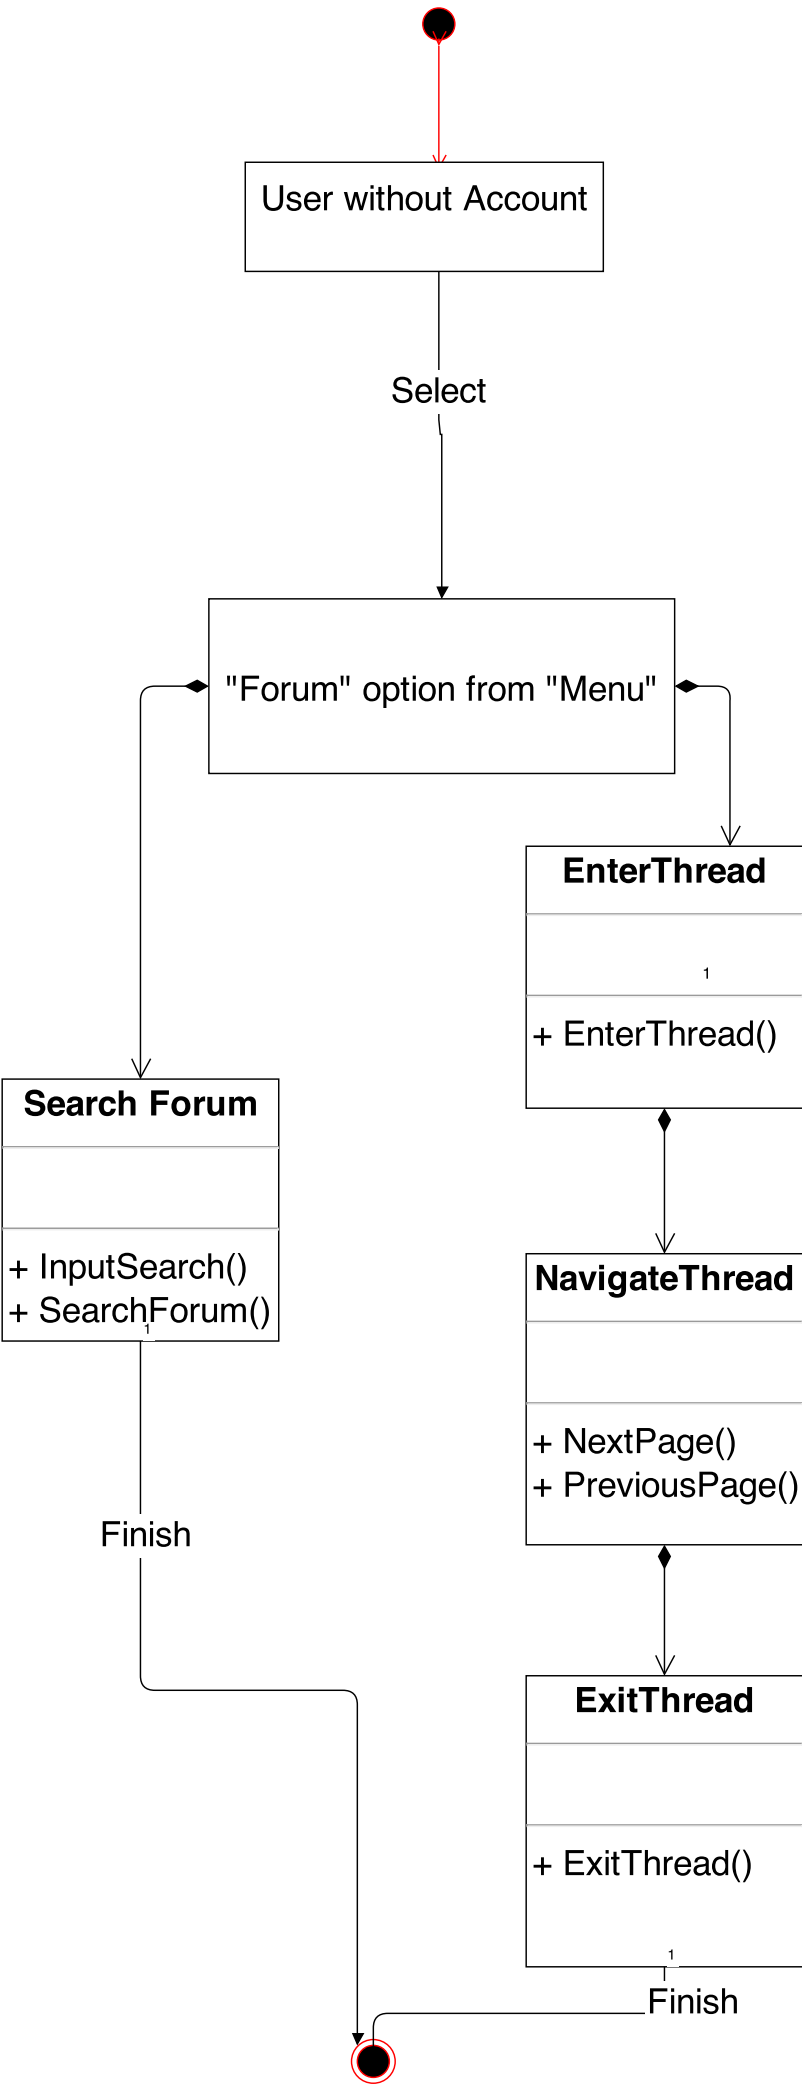 User without Account
Select
"Forum" option from "Menu"
EnterThread
1
+ EnterThread()
Search Forum
+ InputSearch()
+ SearchForum()
1
NavigateThread
+ NextPage()
+ PreviousPage()
Finish
ExitThread
+ ExitThread()
1
Finish